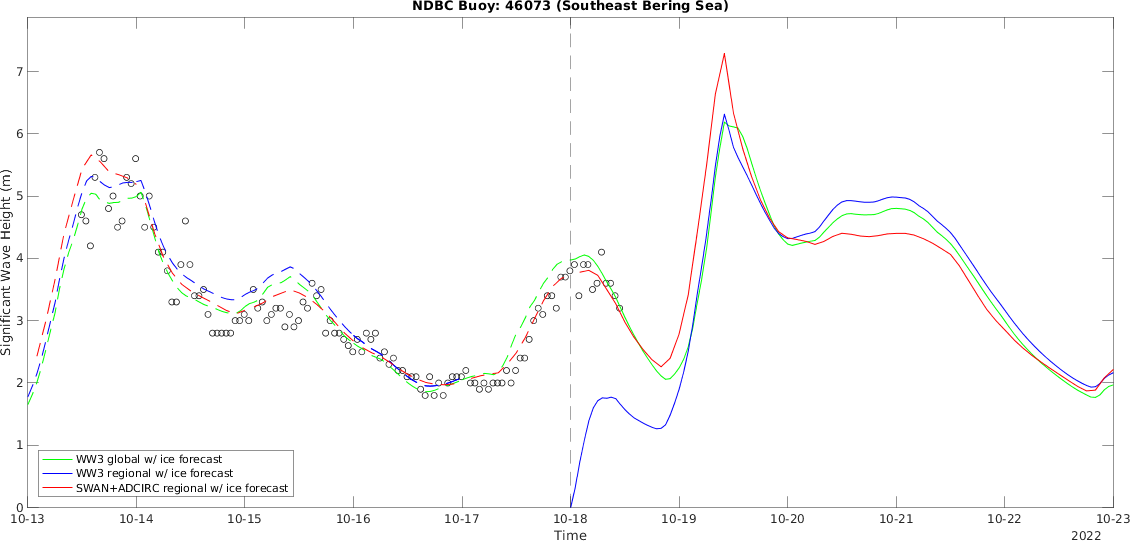 NDBC Buoy: 46073 (Southeast Bering Sea)
Significant Wave Height (m)
7
6
5
4
3
2
1
0
WW3 global w/ ice forecast
WW3 regional w/ ice forecast
SWAN+ADCIRC regional w/ ice forecast
10-13 10-14 10-15 10-16 10-17 10-18 10-19 10-20 10-21 10-22 10-23
Time
2022